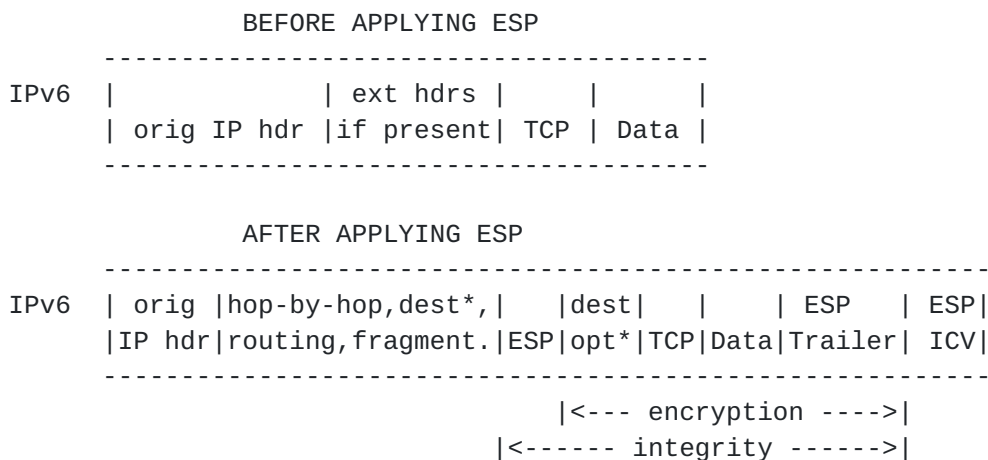 BEFORE APPLYING ESP
---------------------------------------
IPv6 | | ext hdrs | | |
| orig IP hdr |if present| TCP | Data |
---------------------------------------
AFTER APPLYING ESP
---------------------------------------------------------
IPv6 | orig |hop-by-hop,dest*,| |dest| | | ESP | ESP|
|IP hdr|routing,fragment.|ESP|opt*|TCP|Data|Trailer| ICV|
---------------------------------------------------------
|<--- encryption ---->|
|<------ integrity ------>|